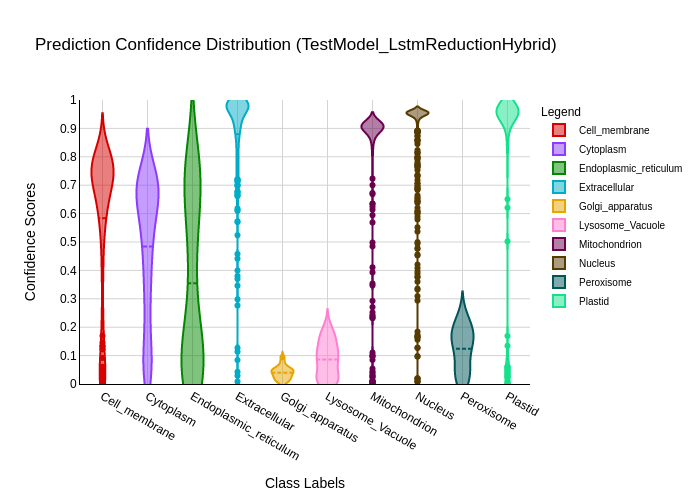 Prediction Confidence Distribution (TestModel_LstmReductionHybrid)
Confidence Scores
1
0.9
0.8
0.7
0.6
0.5
0.4
0.3
0.2
0.1
0
Cell_membrane
Cytoplasm
Endoplasmic_reticulum
Extracellular
Golgi_apparatus
Lysosome_Vacuole
Mitochondrion
Nucleus
Peroxisome
Plastid
Class Labels
Legend
Cell_membrane
Cytoplasm
Endoplasmic_reticulum
Extracellular
Golgi_apparatus
Lysosome_Vacuole
Mitochondrion
Nucleus
Peroxisome
Plastid